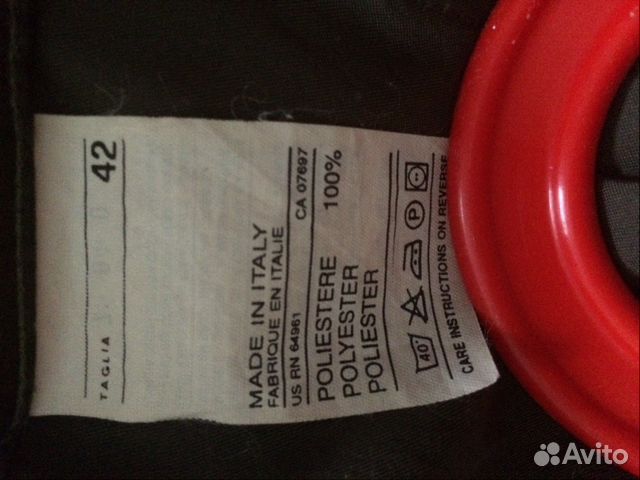 TAGLIA 42
MADE IN ITALY
FABRIQUE EN ITALIE
US RN 64961 CA 07697
POLIESTERE 100%
POLYESTER
POLIESTER
40° P
CARE INSTRUCTIONS ON REVERSE
Avito